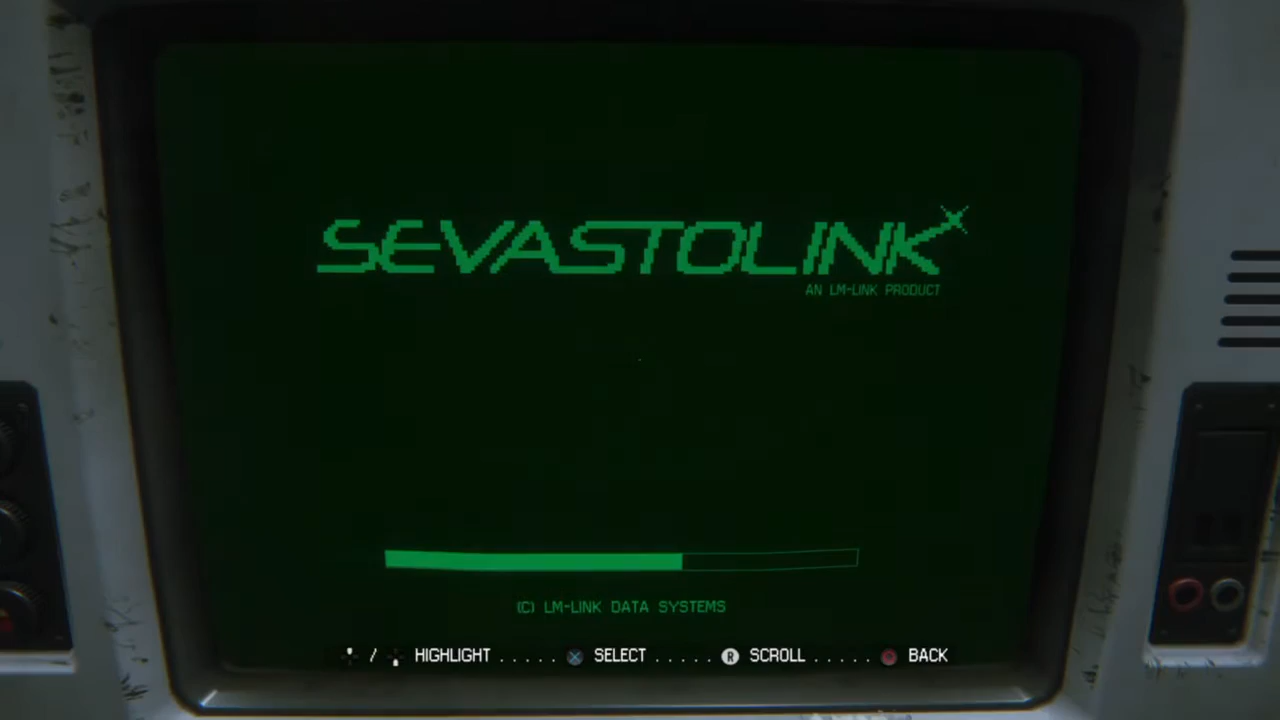 SEVASTOLINK
AN LM-LINK PRODUCT
(C) LM-LINK DATA SYSTEMS
/ HIGHLIGHT ..... SELECT ..... R SCROLL ..... BACK